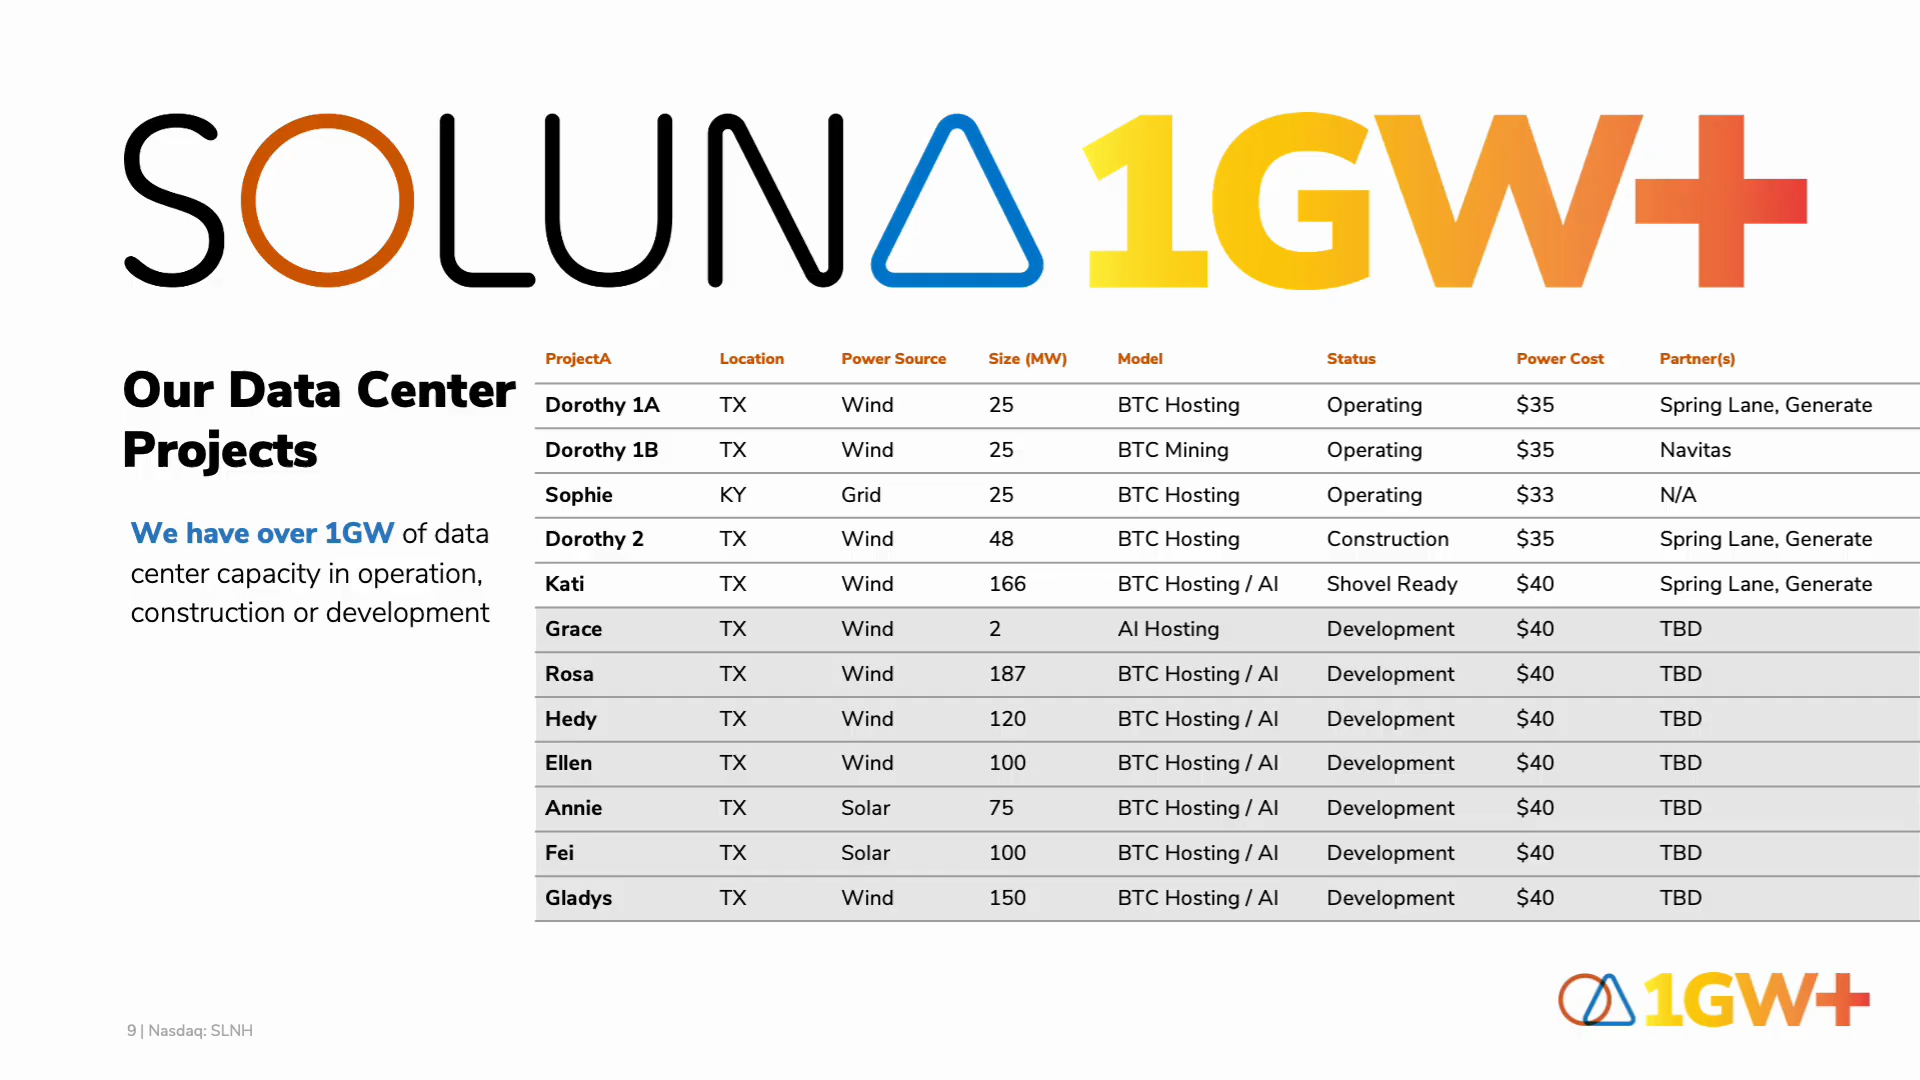 SOLUNA 1GW+
Our Data Center
Projects
We have over 1GW of data
center capacity in operation,
construction or development
ProjectA Location Power Source Size (MW) Model Status Power Cost Partner(s)
Dorothy 1A TX Wind 25 BTC Hosting Operating $35 Spring Lane, Generate
Dorothy 1B TX Wind 25 BTC Mining Operating $35 Navitas
Sophie KY Grid 25 BTC Hosting Operating $33 N/A
Dorothy 2 TX Wind 48 BTC Hosting Construction $35 Spring Lane, Generate
Kati TX Wind 166 BTC Hosting / AI Shovel Ready $40 Spring Lane, Generate
Grace TX Wind 2 AI Hosting Development $40 TBD
Rosa TX Wind 187 BTC Hosting / AI Development $40 TBD
Hedy TX Wind 120 BTC Hosting / AI Development $40 TBD
Ellen TX Wind 100 BTC Hosting / AI Development $40 TBD
Annie TX Solar 75 BTC Hosting / AI Development $40 TBD
Fei TX Solar 100 BTC Hosting / AI Development $40 TBD
Gladys TX Wind 150 BTC Hosting / AI Development $40 TBD
1GW+
9 | Nasdaq: SLNH